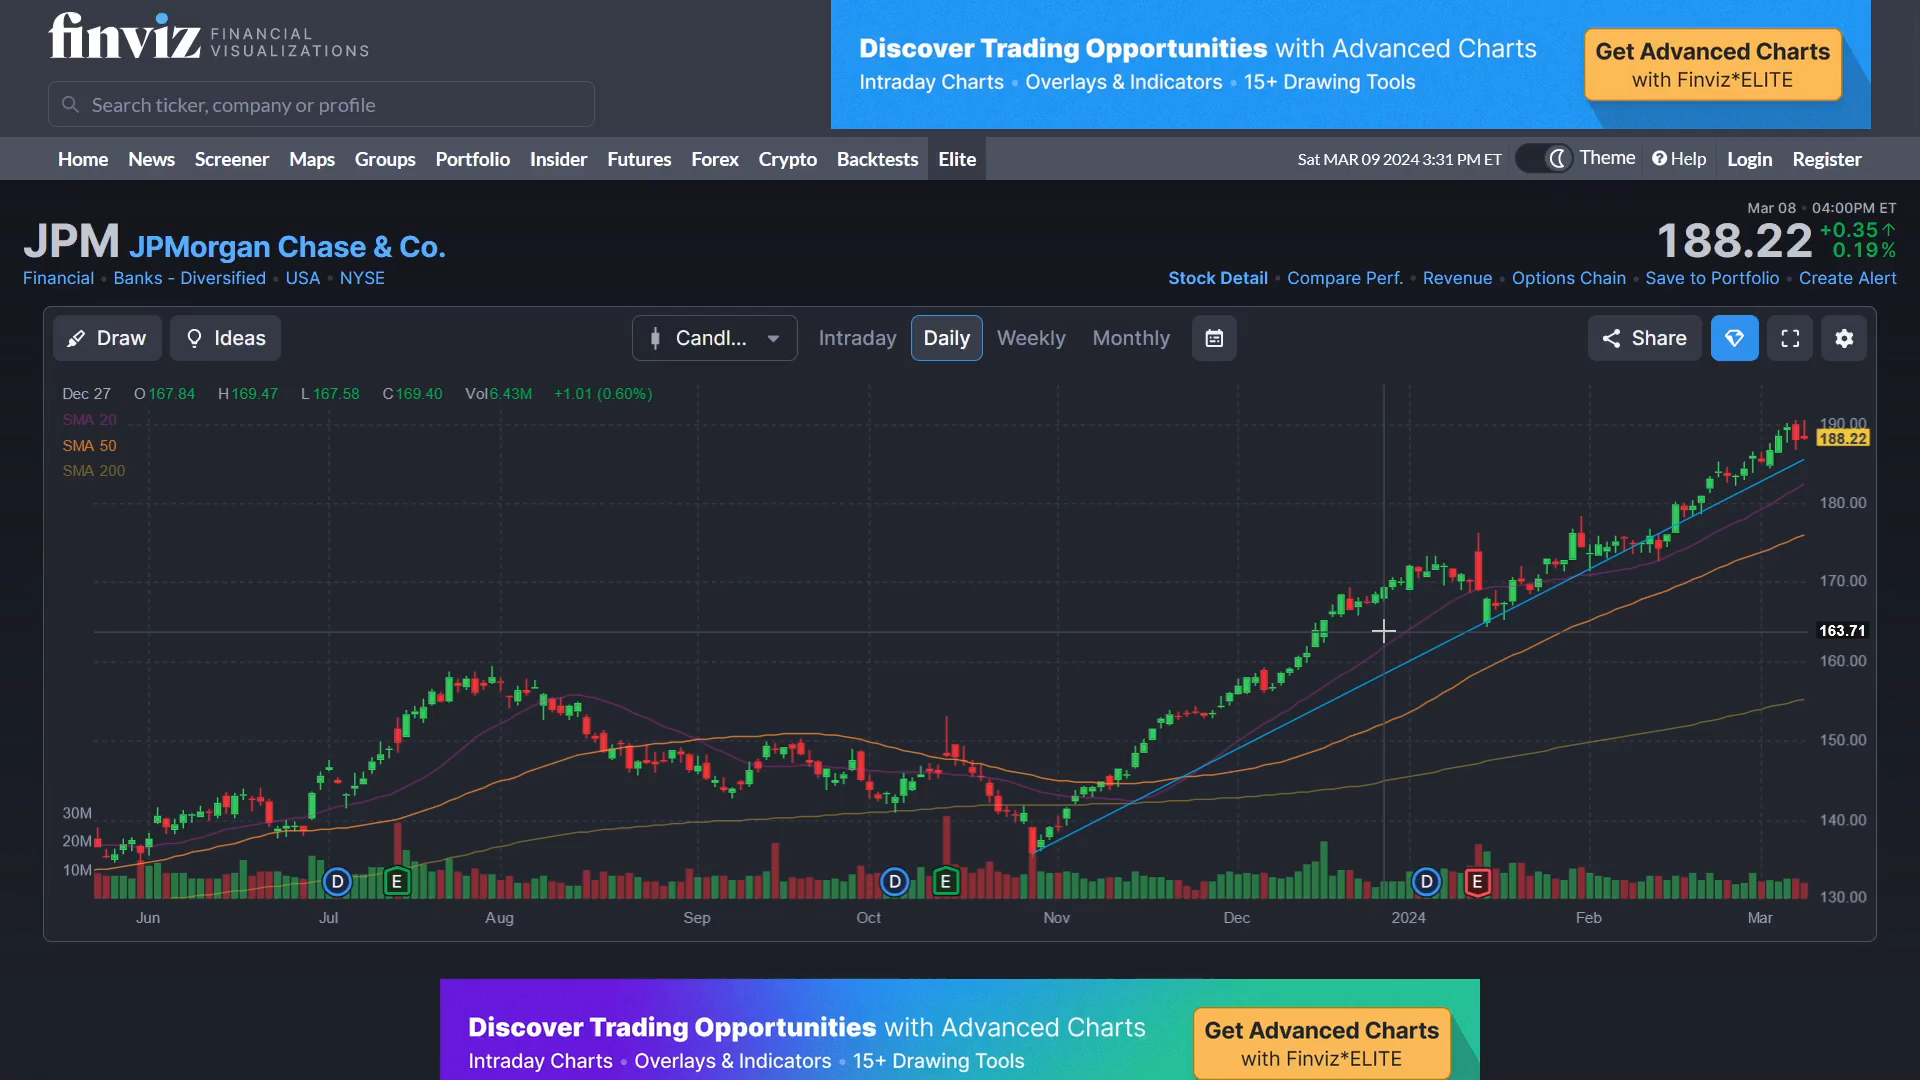 finviz FINANCIAL VISUALIZATIONS
Search ticker, company or profile
Discover Trading Opportunities with Advanced Charts
Intraday Charts • Overlays & Indicators • 15+ Drawing Tools
Get Advanced Charts
with Finviz*ELITE
Home News Screener Maps Groups Portfolio Insider Futures Forex Crypto Backtests Elite
Sat MAR 09 2024 3:31 PM ET Theme Help Login Register
Mar 08 • 04:00PM ET
JPM JPMorgan Chase & Co.
188.22 +0.35
0.19%
Financial • Banks - Diversified • USA • NYSE
Stock Detail • Compare Perf. • Revenue • Options Chain • Save to Portfolio • Create Alert
Draw Ideas Candl... Intraday Daily Weekly Monthly Share
Dec 27 O 167.84 H 169.47 L 167.58 C 169.40 Vol 6.43M +1.01 (0.60%)
SMA 20
SMA 50
SMA 200
190.00
188.22
180.00
170.00
163.71
160.00
150.00
140.00
130.00
30M
20M
10M
D E D E D E
Jun Jul Aug Sep Oct Nov Dec 2024 Feb Mar
Discover Trading Opportunities with Advanced Charts
Intraday Charts • Overlays & Indicators • 15+ Drawing Tools
Get Advanced Charts
with Finviz*ELITE